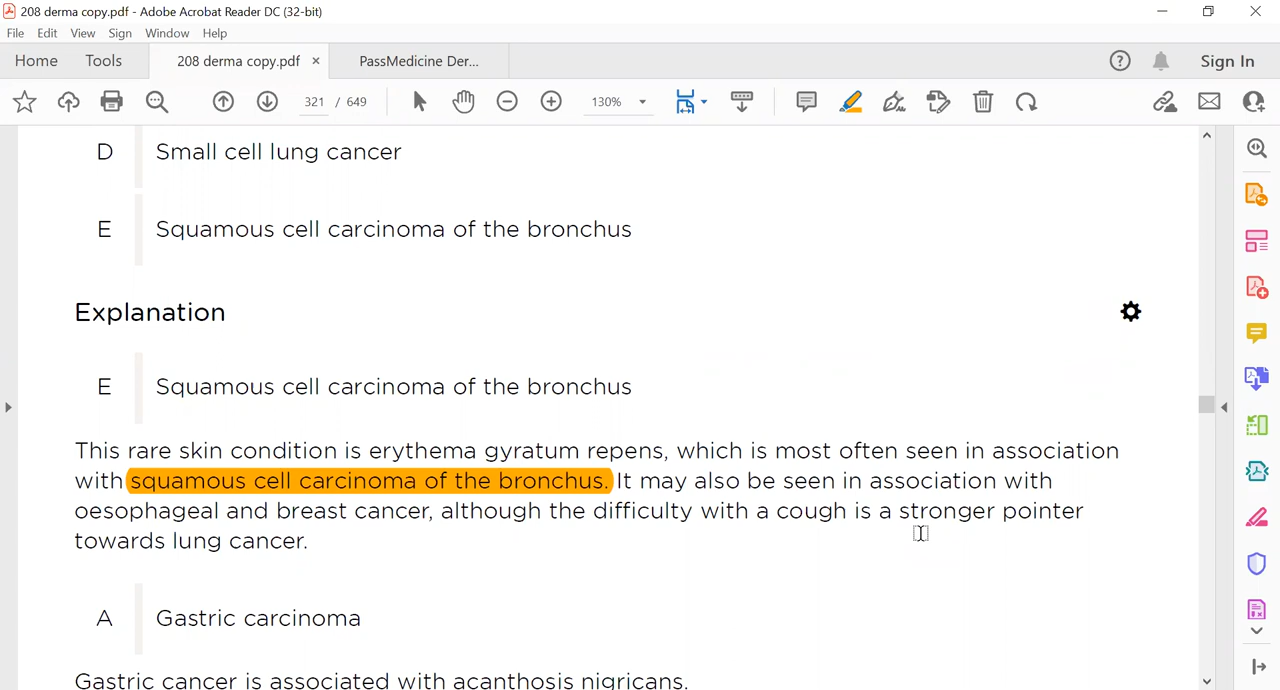 208 derma copy.pdf - Adobe Acrobat Reader DC (32-bit)
File Edit View Sign Window Help
Home Tools 208 derma copy.pdf × PassMedicine Der... Sign In
321 / 649 130%
D Small cell lung cancer
E Squamous cell carcinoma of the bronchus
Explanation
E Squamous cell carcinoma of the bronchus
This rare skin condition is erythema gyratum repens, which is most often seen in association
with squamous cell carcinoma of the bronchus. It may also be seen in association with
oesophageal and breast cancer, although the difficulty with a cough is a stronger pointer
towards lung cancer.
A Gastric carcinoma
Gastric cancer is associated with acanthosis nigricans.